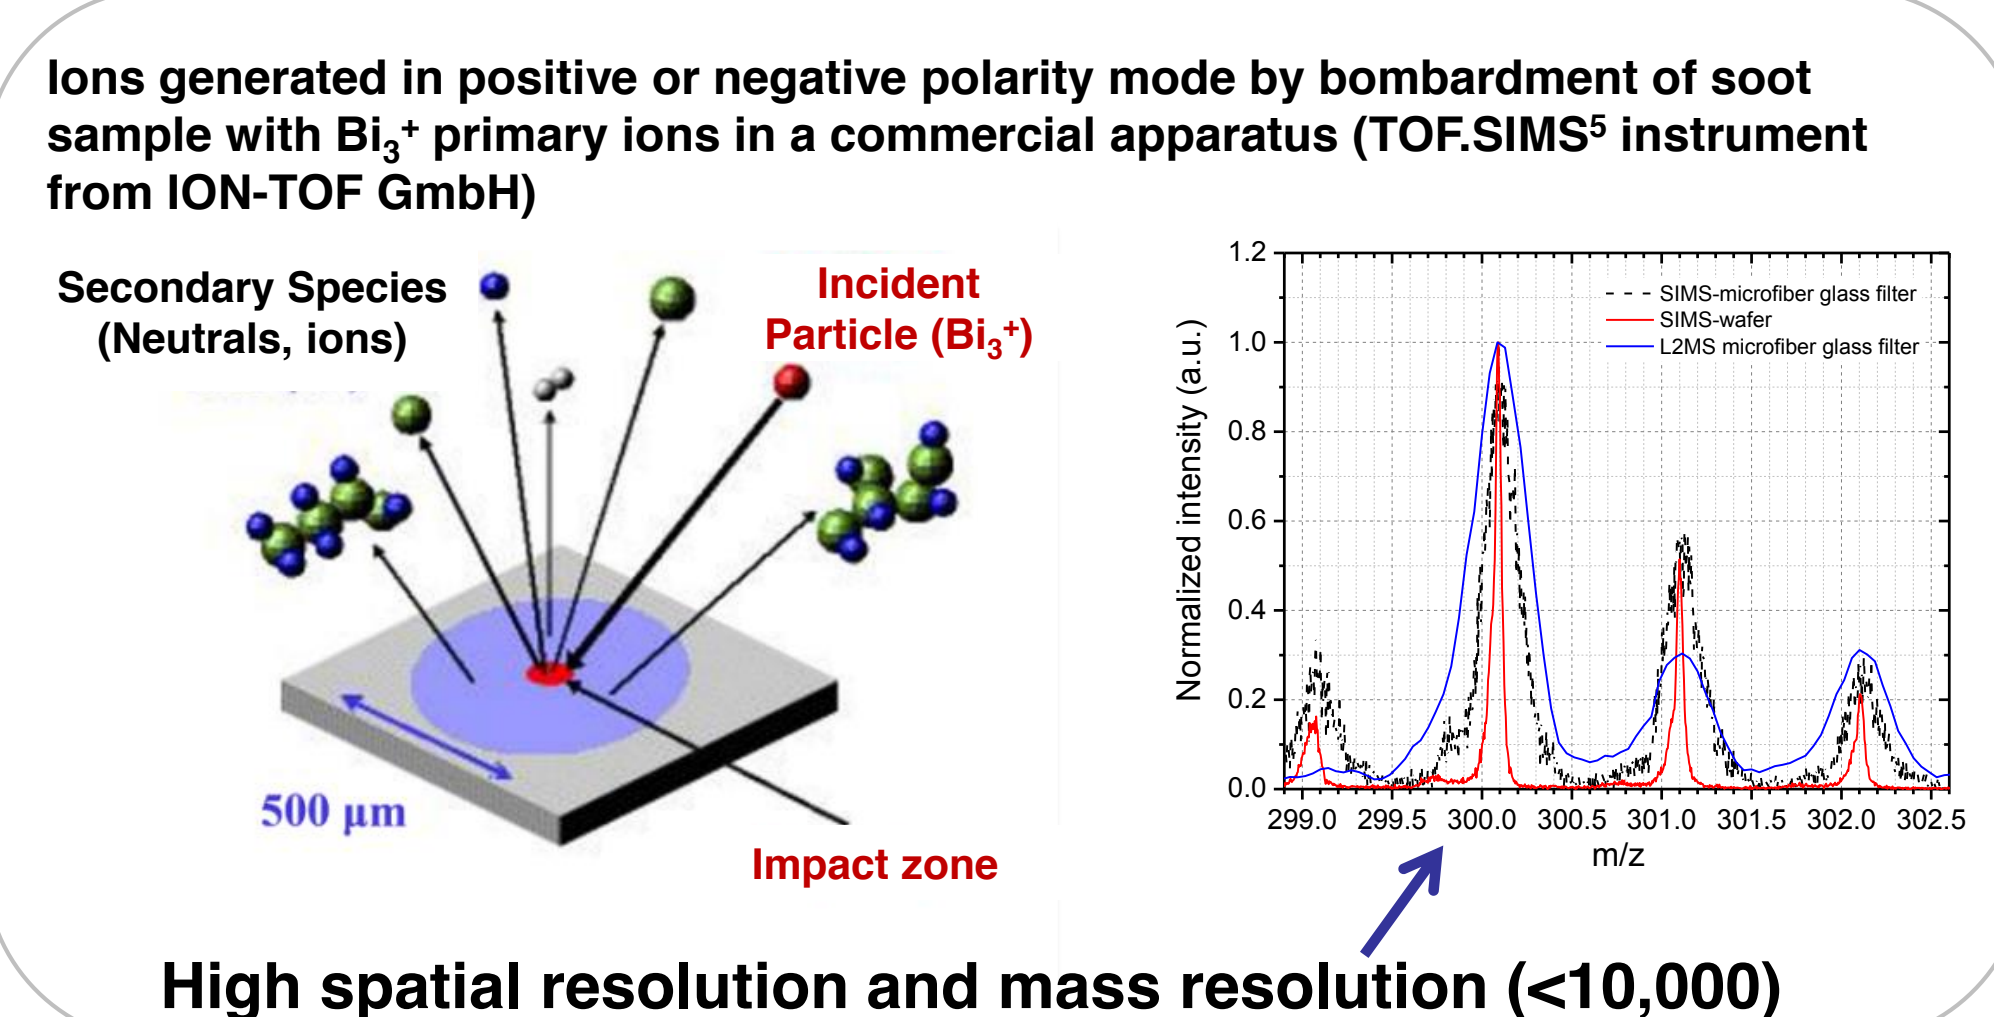 Ions generated in positive or negative polarity mode by bombardment of soot
sample with Bi₃⁺ primary ions in a commercial apparatus (TOF.SIMS⁵ instrument
from ION-TOF GmbH)
Secondary Species
(Neutrals, ions)
Incident
Particle (Bi₃⁺)
500 μm
Impact zone
1.2
1.0
0.8
0.6
0.4
0.2
0.0
Normalized intensity (a.u.)
SIMS-microfiber glass filter
SIMS-wafer
L2MS microfiber glass filter
299.0 299.5 300.0 300.5 301.0 301.5 302.0 302.5
m/z
High spatial resolution and mass resolution (<10,000)